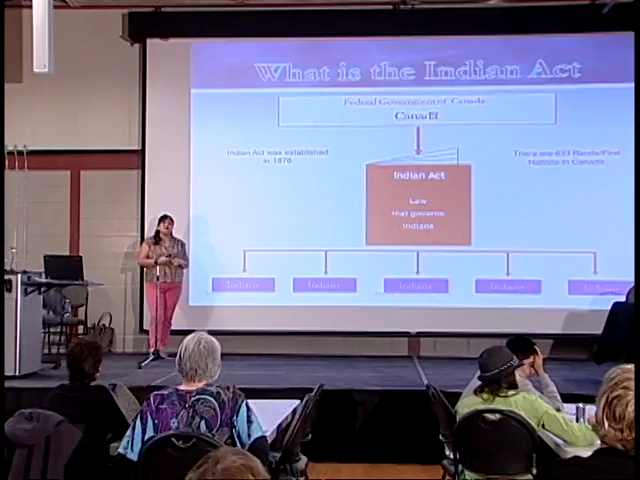 What is the Indian Act
Federal Government of Canada
Canada
Indian Act was established
in 1876
There are 633 Bands/First
Nations in Canada
Indian Act
Law
that governs
Indians
Indians
Indians
Indians
Indians
Indians